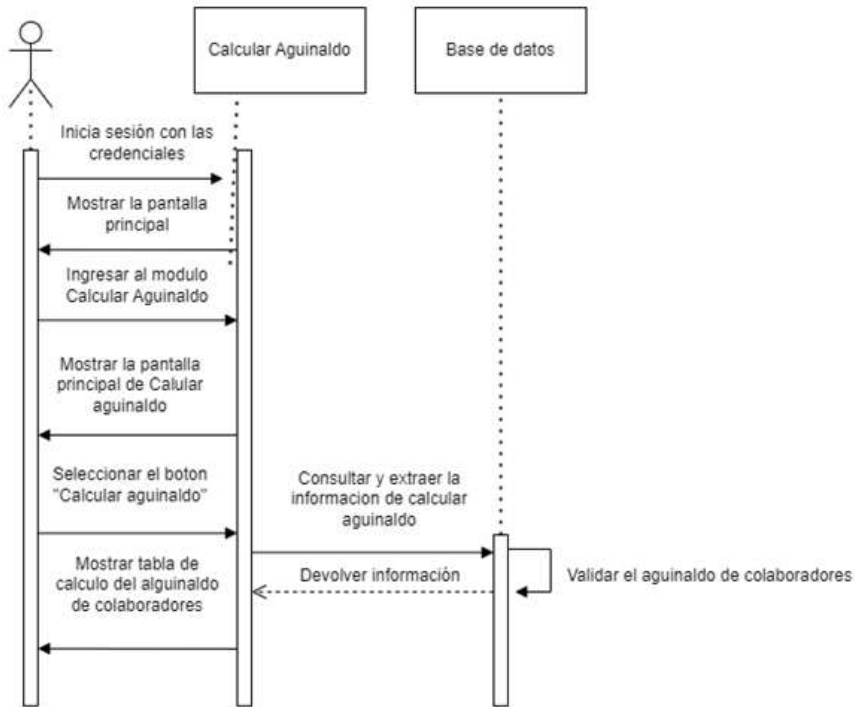 Calcular Aguinaldo
Base de datos
Inicia sesión con las
credenciales
Mostrar la pantalla
principal
Ingresar al modulo
Calcular Aguinaldo
Mostrar la pantalla
principal de Calular
aguinaldo
Seleccionar el boton
"Calcular aguinaldo"
Consultar y extraer la
informacion de calcular
aguinaldo
Mostrar tabla de
calculo del alguinaldo
de colaboradores
Devolver información
Validar el aguinaldo de colaboradores